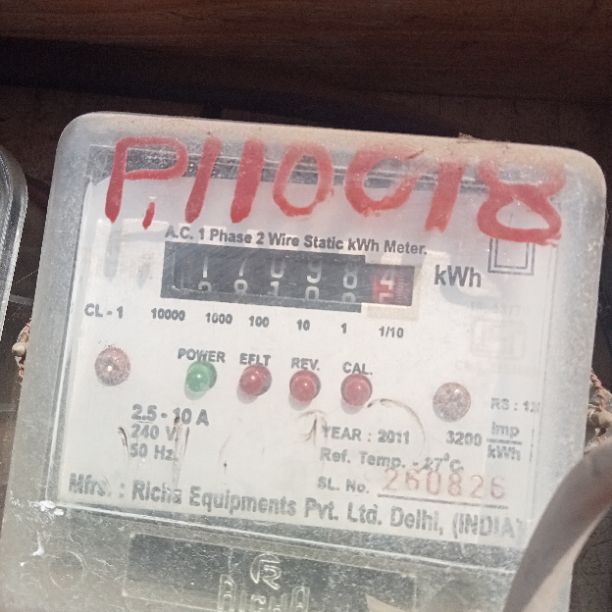 P,110018
A.C. 1 Phase 2 Wire Static kWh Meter.
kWh
CL - 1 10000 1000 100 10 1 1/10
POWER EFLT REV. CAL.
2.5 - 10 A
240 V
50 Hz.
YEAR : 2011
3200 Imp
kWh
Ref. Temp. - 27°C
SL. No. 260826
Mfrs. : Richa Equipments Pvt. Ltd. Delhi, (INDIA)